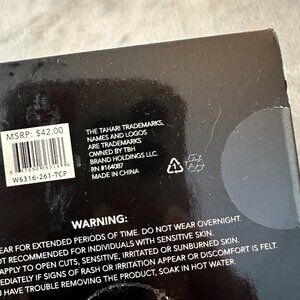 MSRP: $42.00
W6316-261-TCP
THE TAHARI TRADEMARKS,
NAMES AND LOGOS
ARE TRADEMARKS
OWNED BY TBH
BRAND HOLDINGS LLC.
RN #164087
MADE IN CHINA
WARNING:
EAR FOR EXTENDED PERIODS OF TIME. DO NOT WEAR OVERNIGHT.
COMMENDED FOR INDIVIDUALS WITH SENSITIVE SKIN.
APPLY TO OPEN CUTS, SENSITIVE, IRRITATED OR SUNBURNED SKIN.
MEDIATELY IF SIGNS OF RASH OR IRRITATION APPEAR OR DISCOMFORT IS FELT.
U HAVE TROUBLE REMOVING THE PRODUCT, SOAK IN HOT WATER.